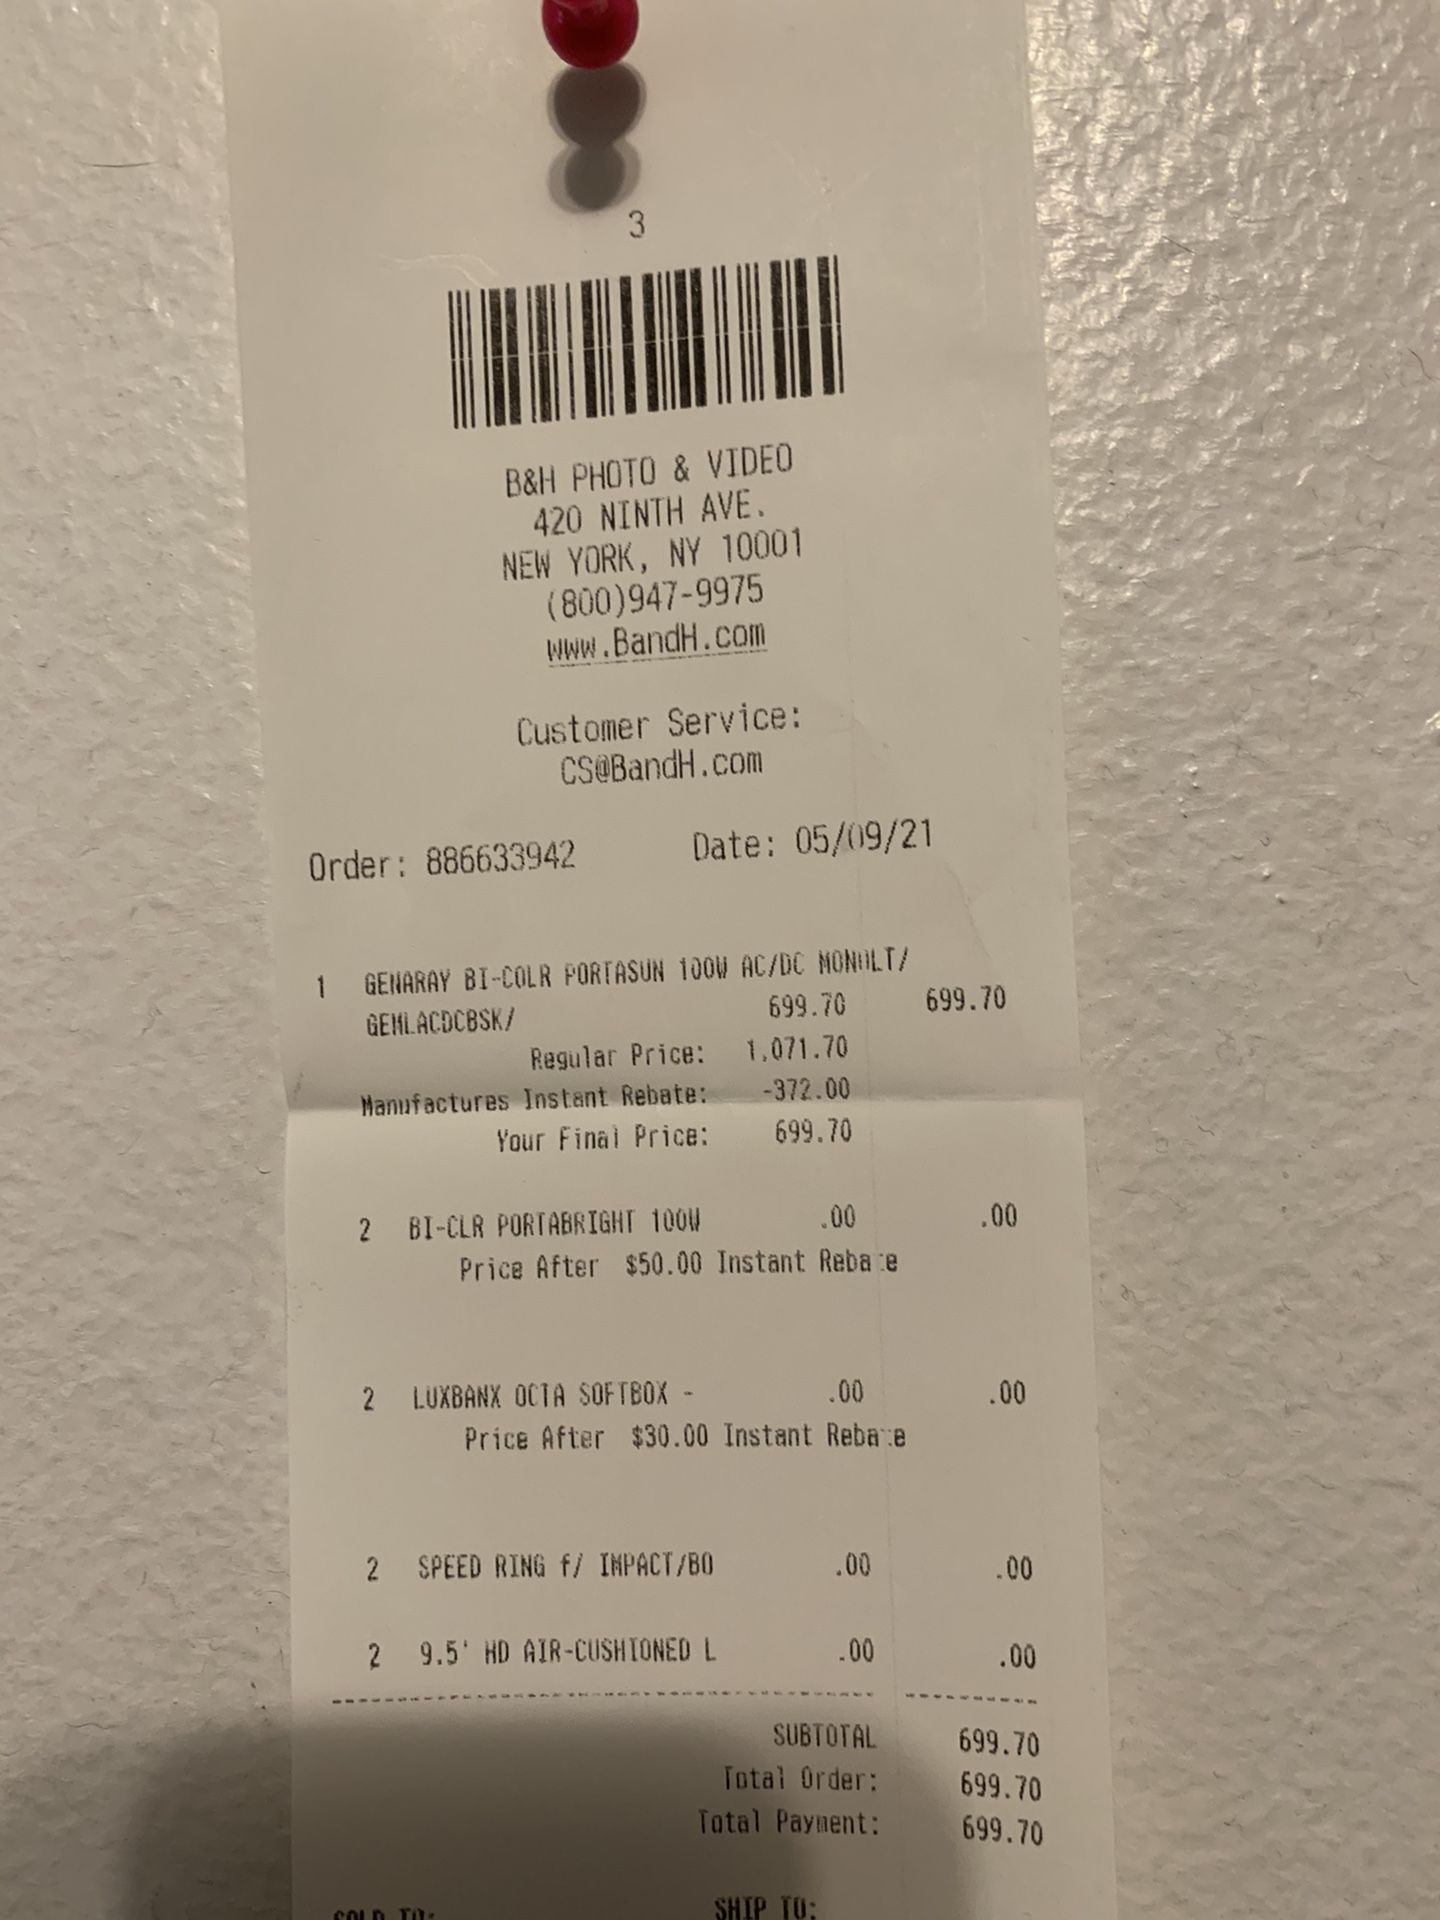 3
B&H PHOTO & VIDEO
420 NINTH AVE.
NEW YORK, NY 10001
(800)947-9975
www.BandH.com
Customer Service:
CS@BandH.com
Order: 886633942 Date: 05/09/21
1 GENARAY BI-COLR PORTASUN 100W AC/DC MONOLT/
GEMLACDCBSK/ 699.70 699.70
Regular Price: 1,071.70
Manufactures Instant Rebate: -372.00
Your Final Price: 699.70
2 BI-CLR PORTABRIGHT 100W .00 .00
Price After $50.00 Instant Rebate
2 LUXBANX OCTA SOFTBOX - .00 .00
Price After $30.00 Instant Rebate
2 SPEED RING f/ IMPACT/BO .00 .00
2 9.5' HD AIR-CUSHIONED L .00 .00
SUBTOTAL 699.70
Total Order: 699.70
Total Payment: 699.70
SOLD TO: SHIP TO: